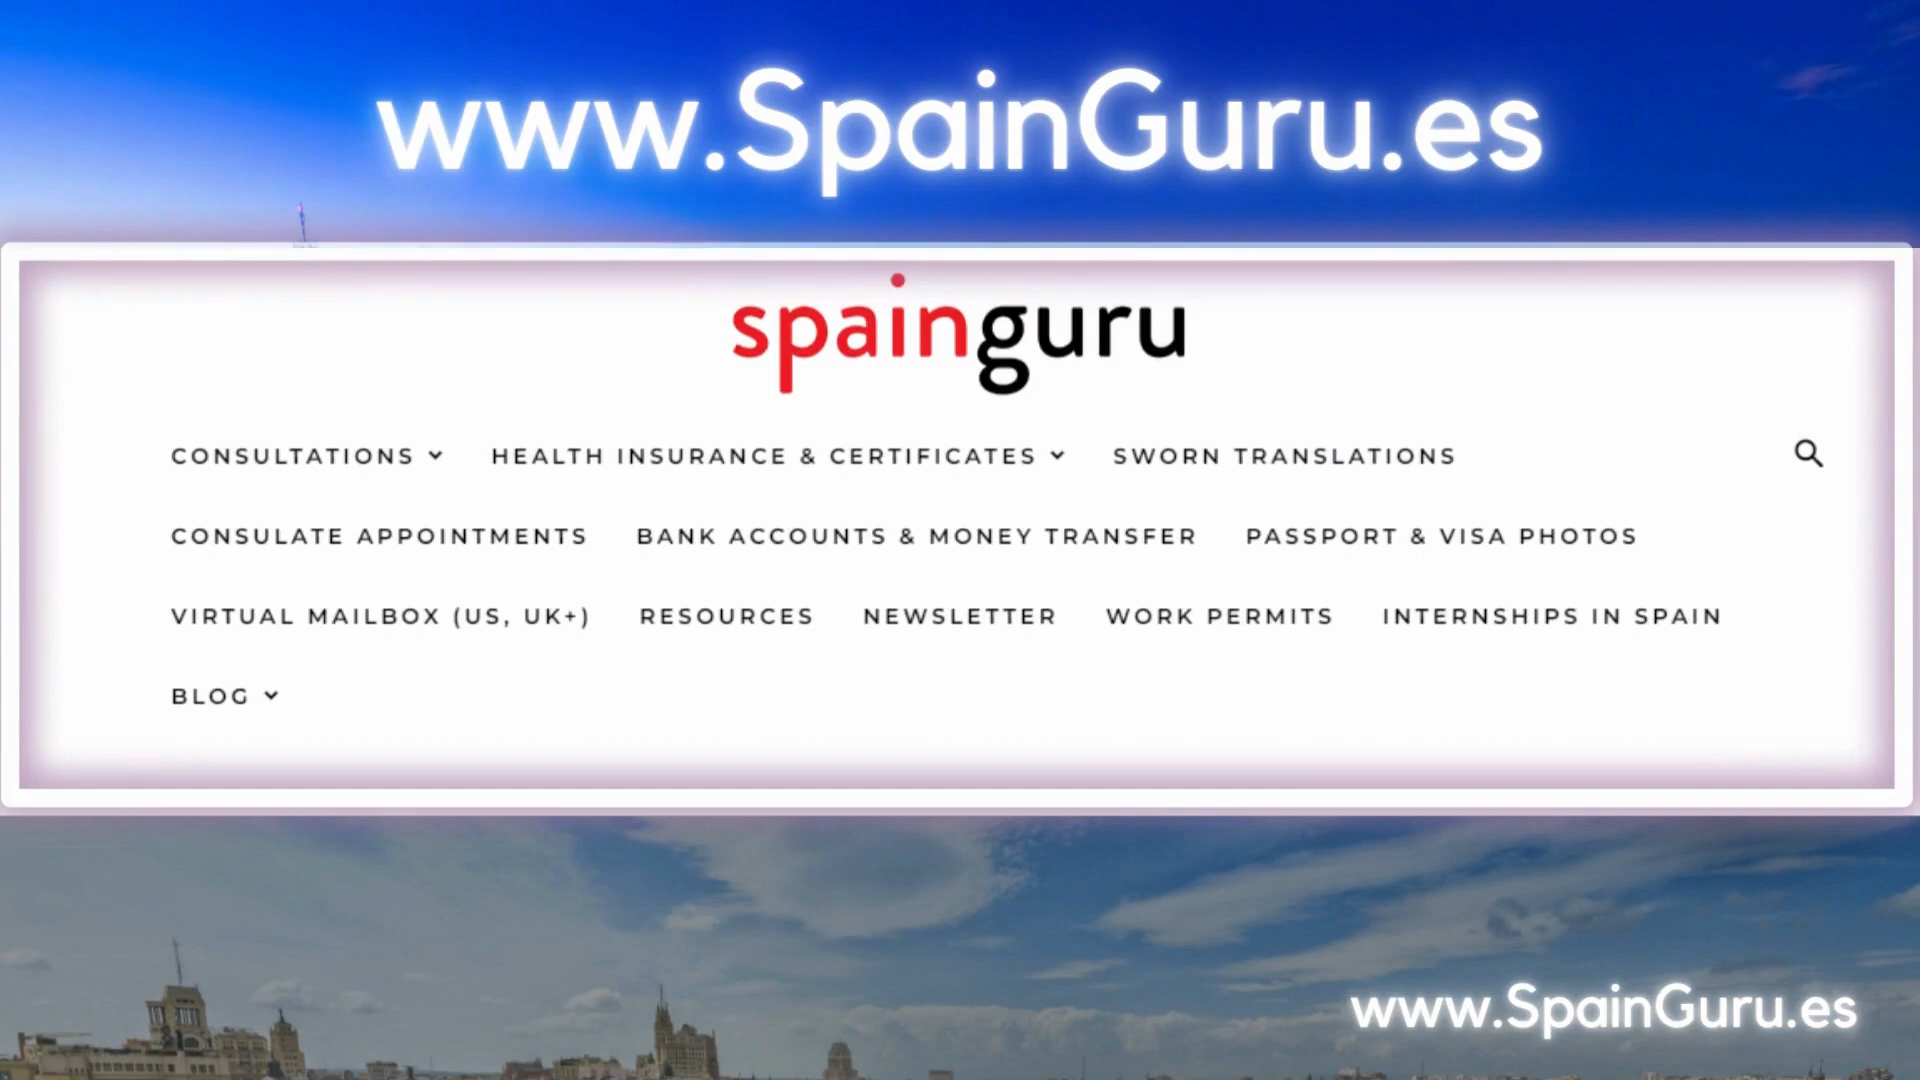 www.SpainGuru.es
spainguru
CONSULTATIONS HEALTH INSURANCE & CERTIFICATES SWORN TRANSLATIONS
CONSULATE APPOINTMENTS BANK ACCOUNTS & MONEY TRANSFER PASSPORT & VISA PHOTOS
VIRTUAL MAILBOX (US, UK+) RESOURCES NEWSLETTER WORK PERMITS INTERNSHIPS IN SPAIN
BLOG
www.SpainGuru.es